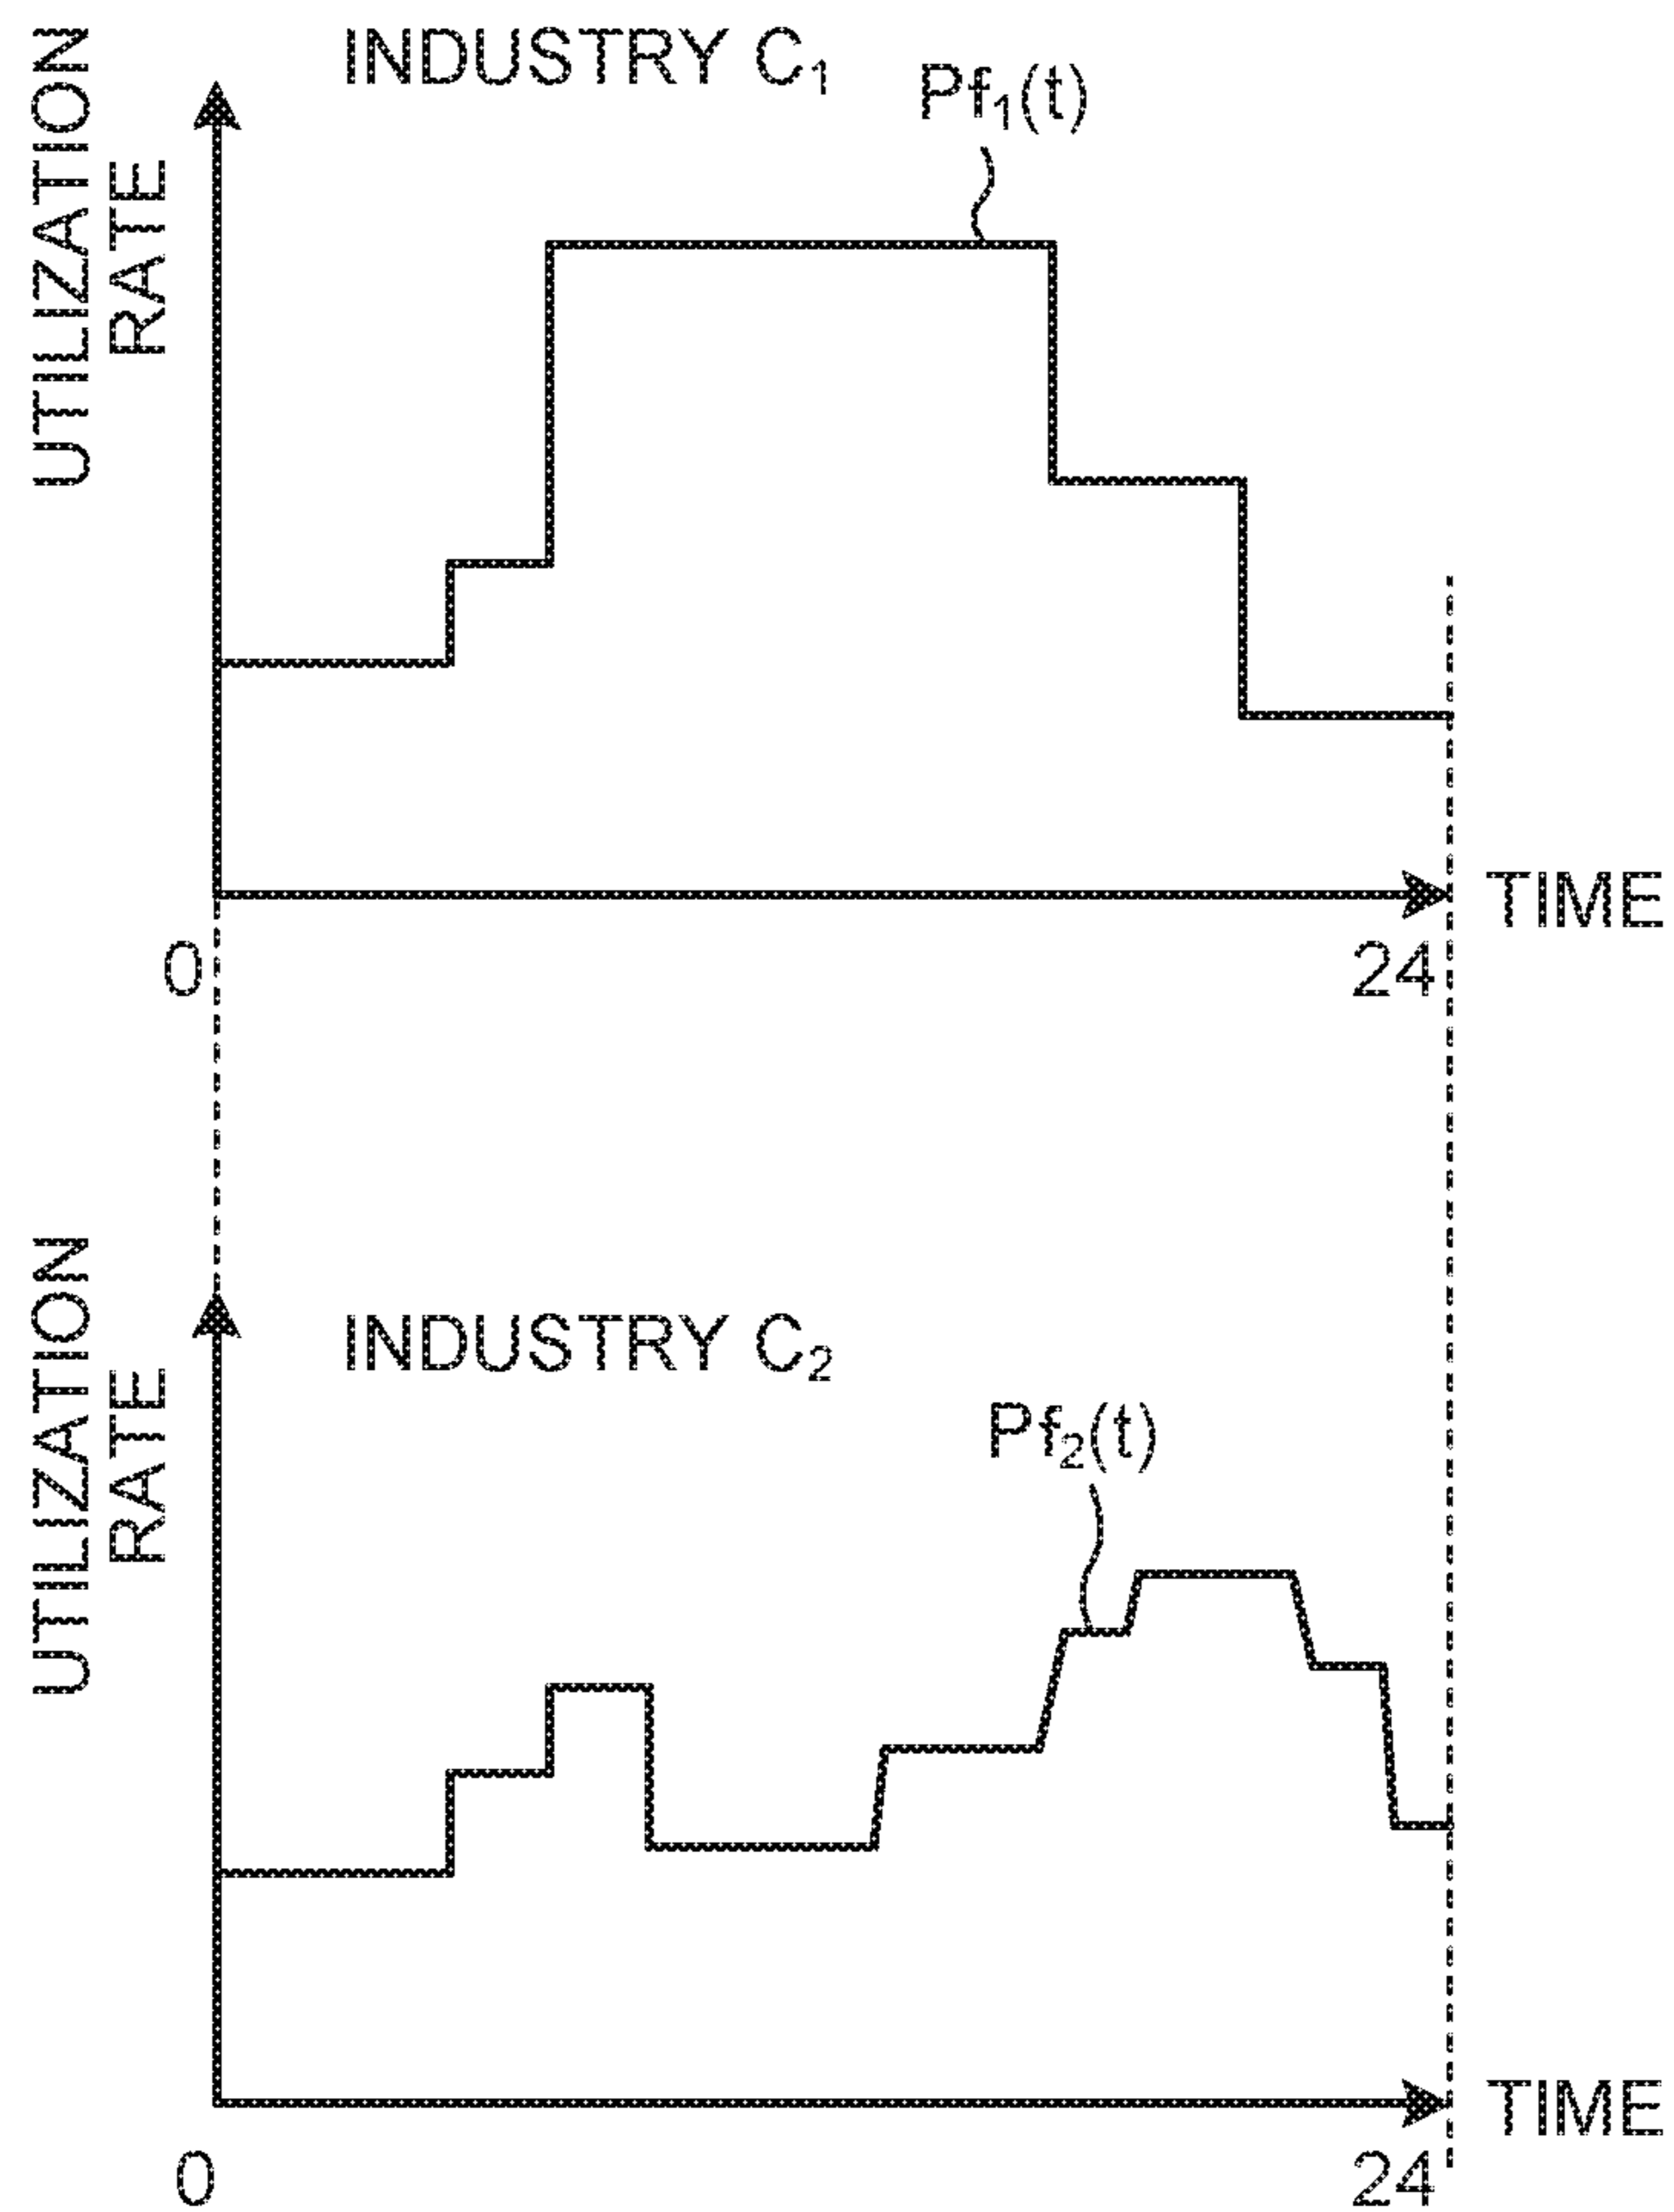 UTILIZATION
RATE
INDUSTRY C₁
Pf₁(t)
TIME
0
24
UTILIZATION
RATE
INDUSTRY C₂
Pf₂(t)
TIME
0
24